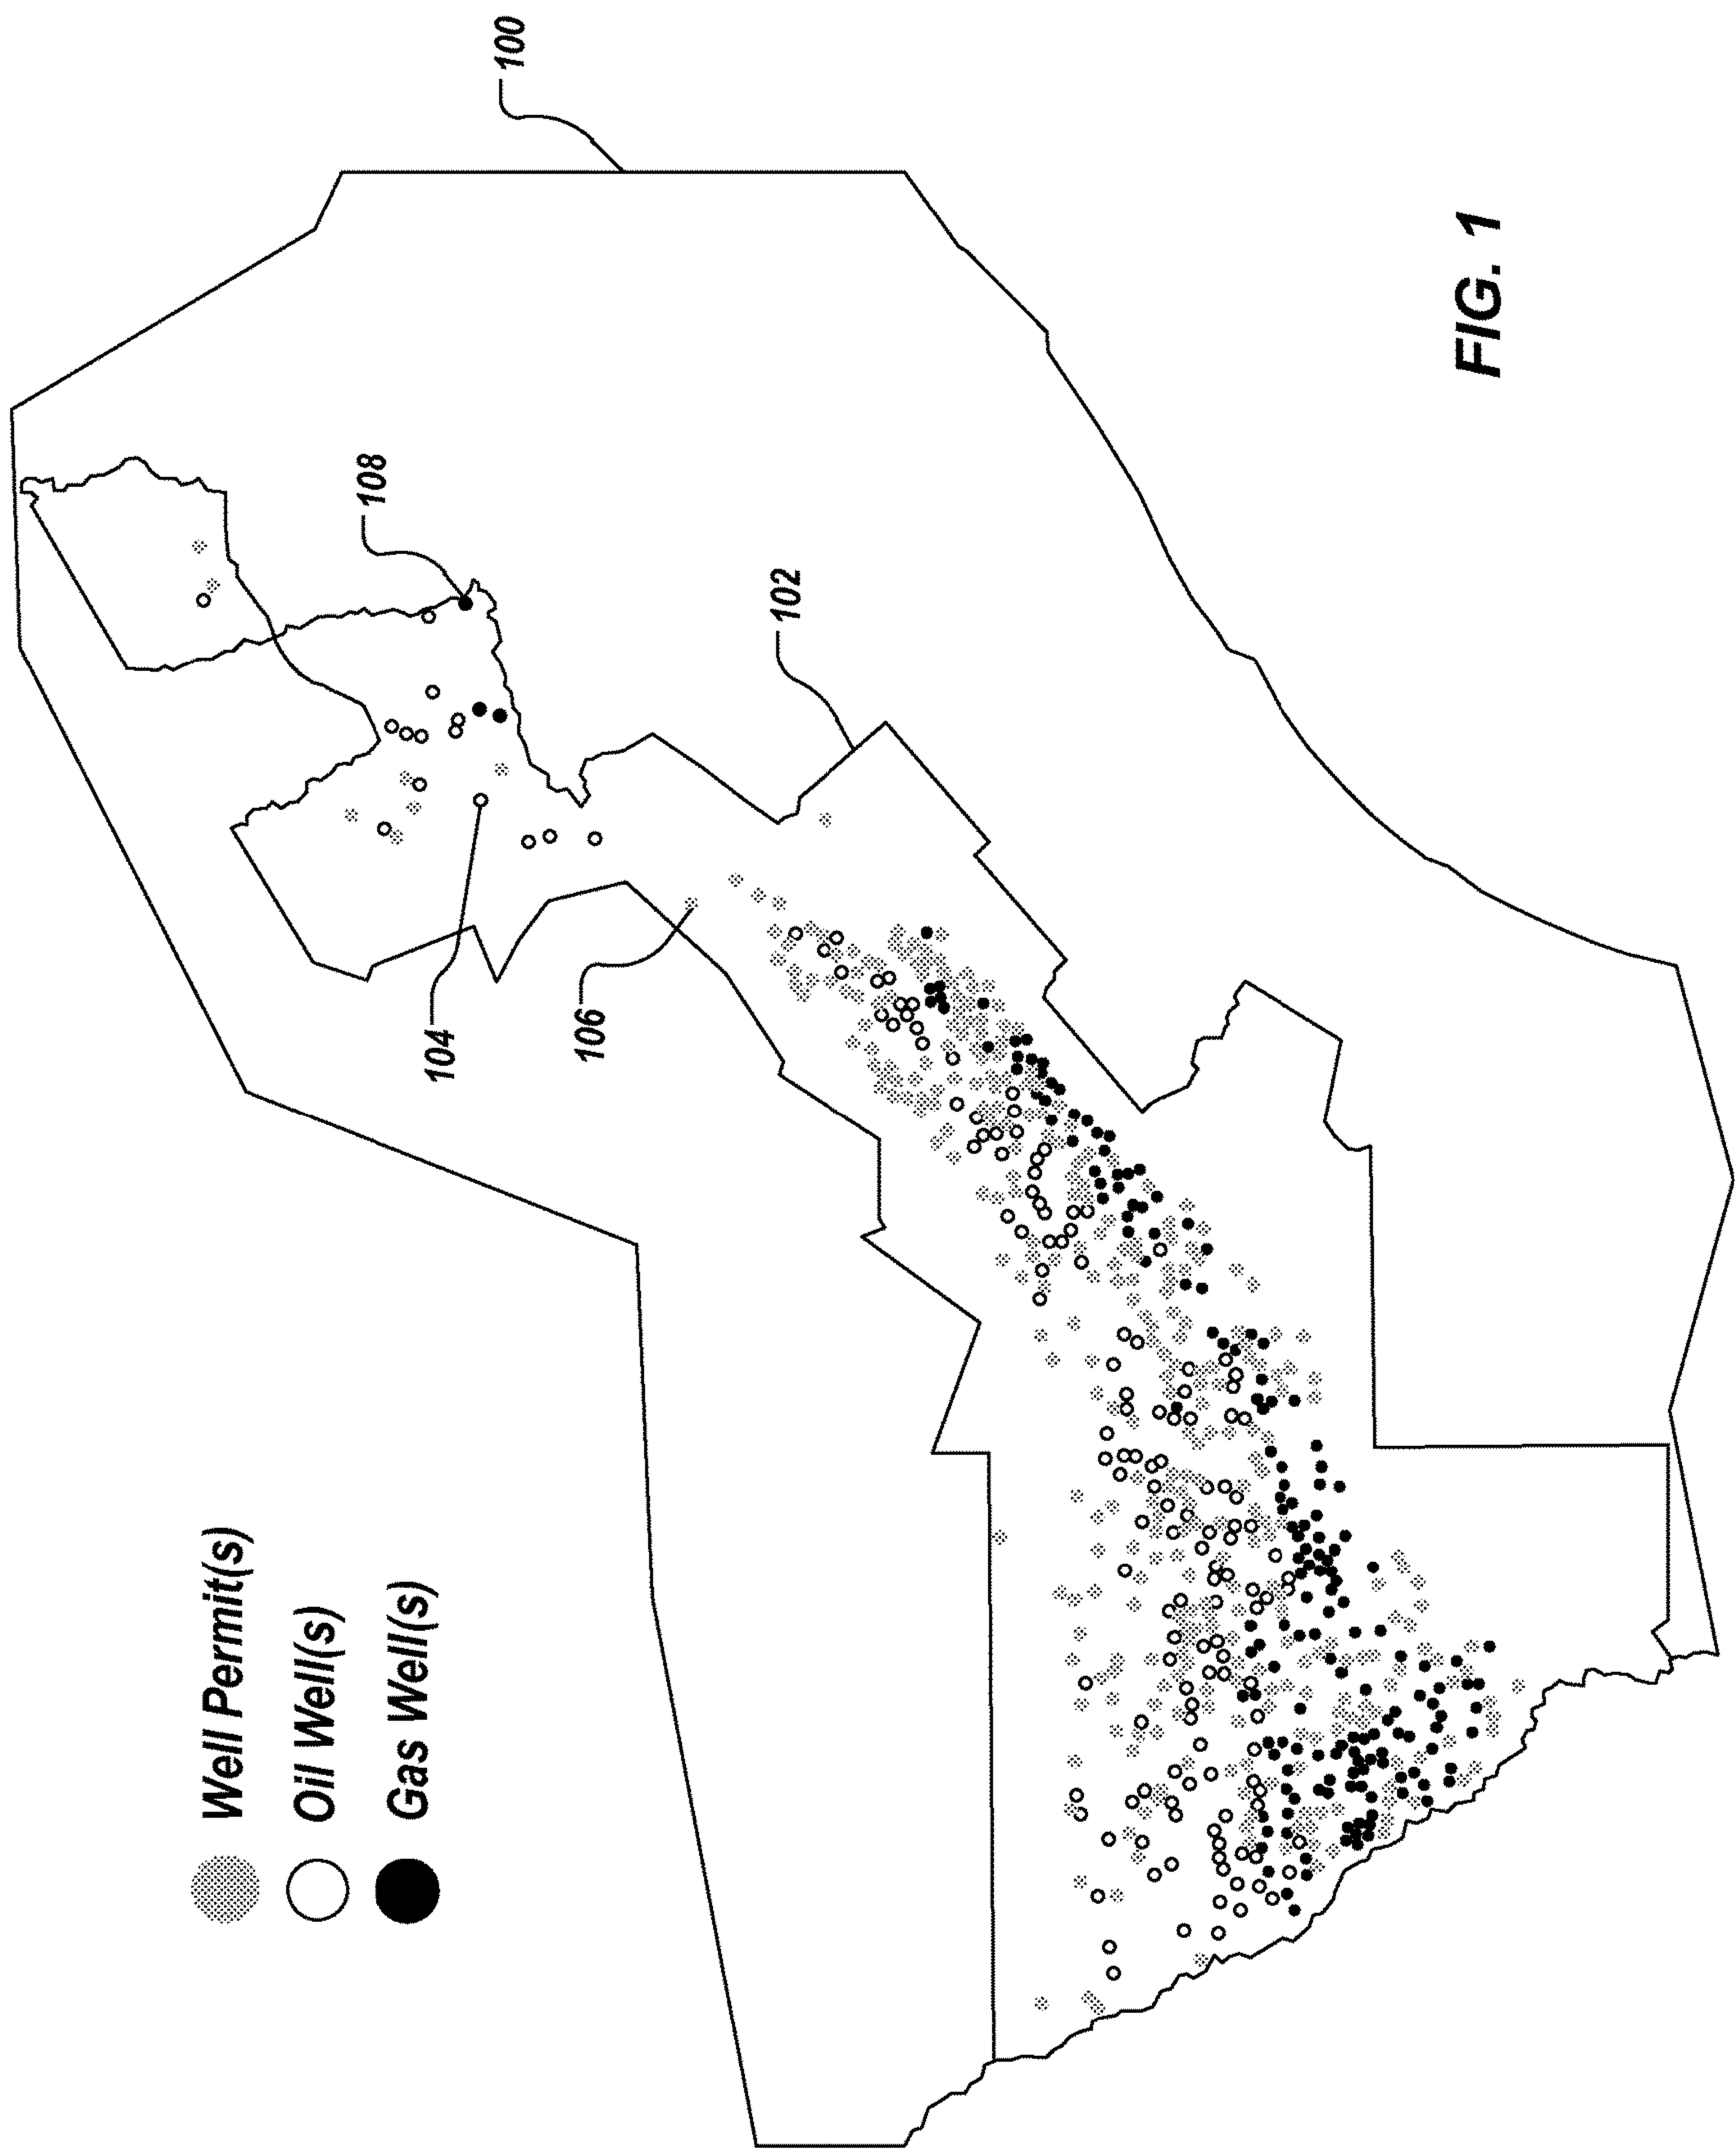 Well Permit(s)
Oil Well(s)
Gas Well(s)
104
106
108
102
100
FIG. 1